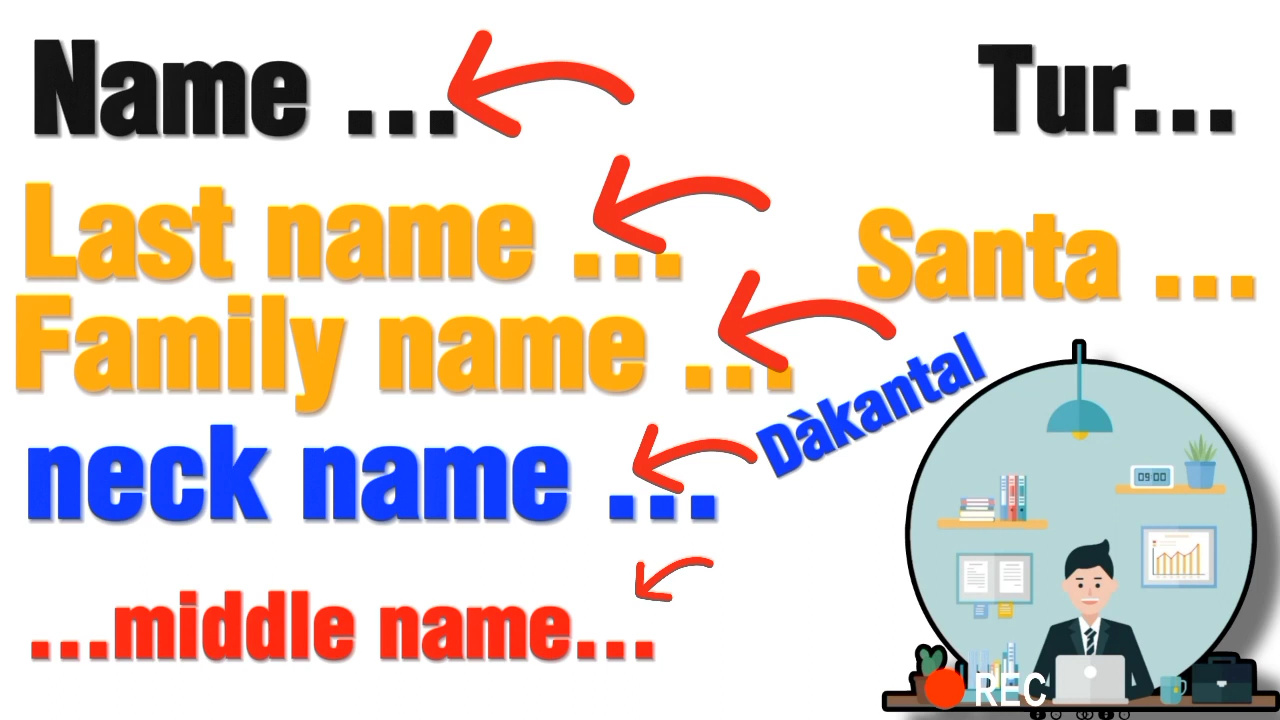 Name ...
Tur...
Last name ...
Santa ...
Family name ...
Dàkantal
neck name ...
...middle name...
09:00
REC